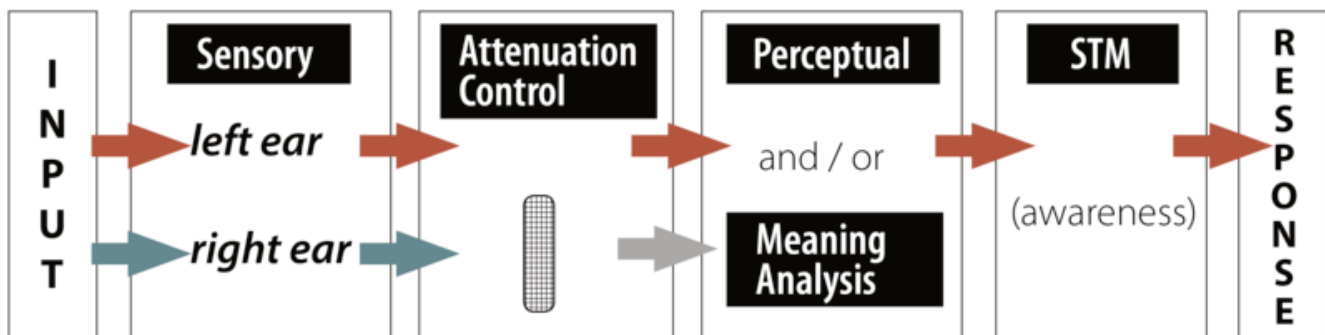 INPUT
Sensory
left ear
right ear
Attenuation
Control
Perceptual
and / or
Meaning
Analysis
STM
(awareness)
RESPONSE